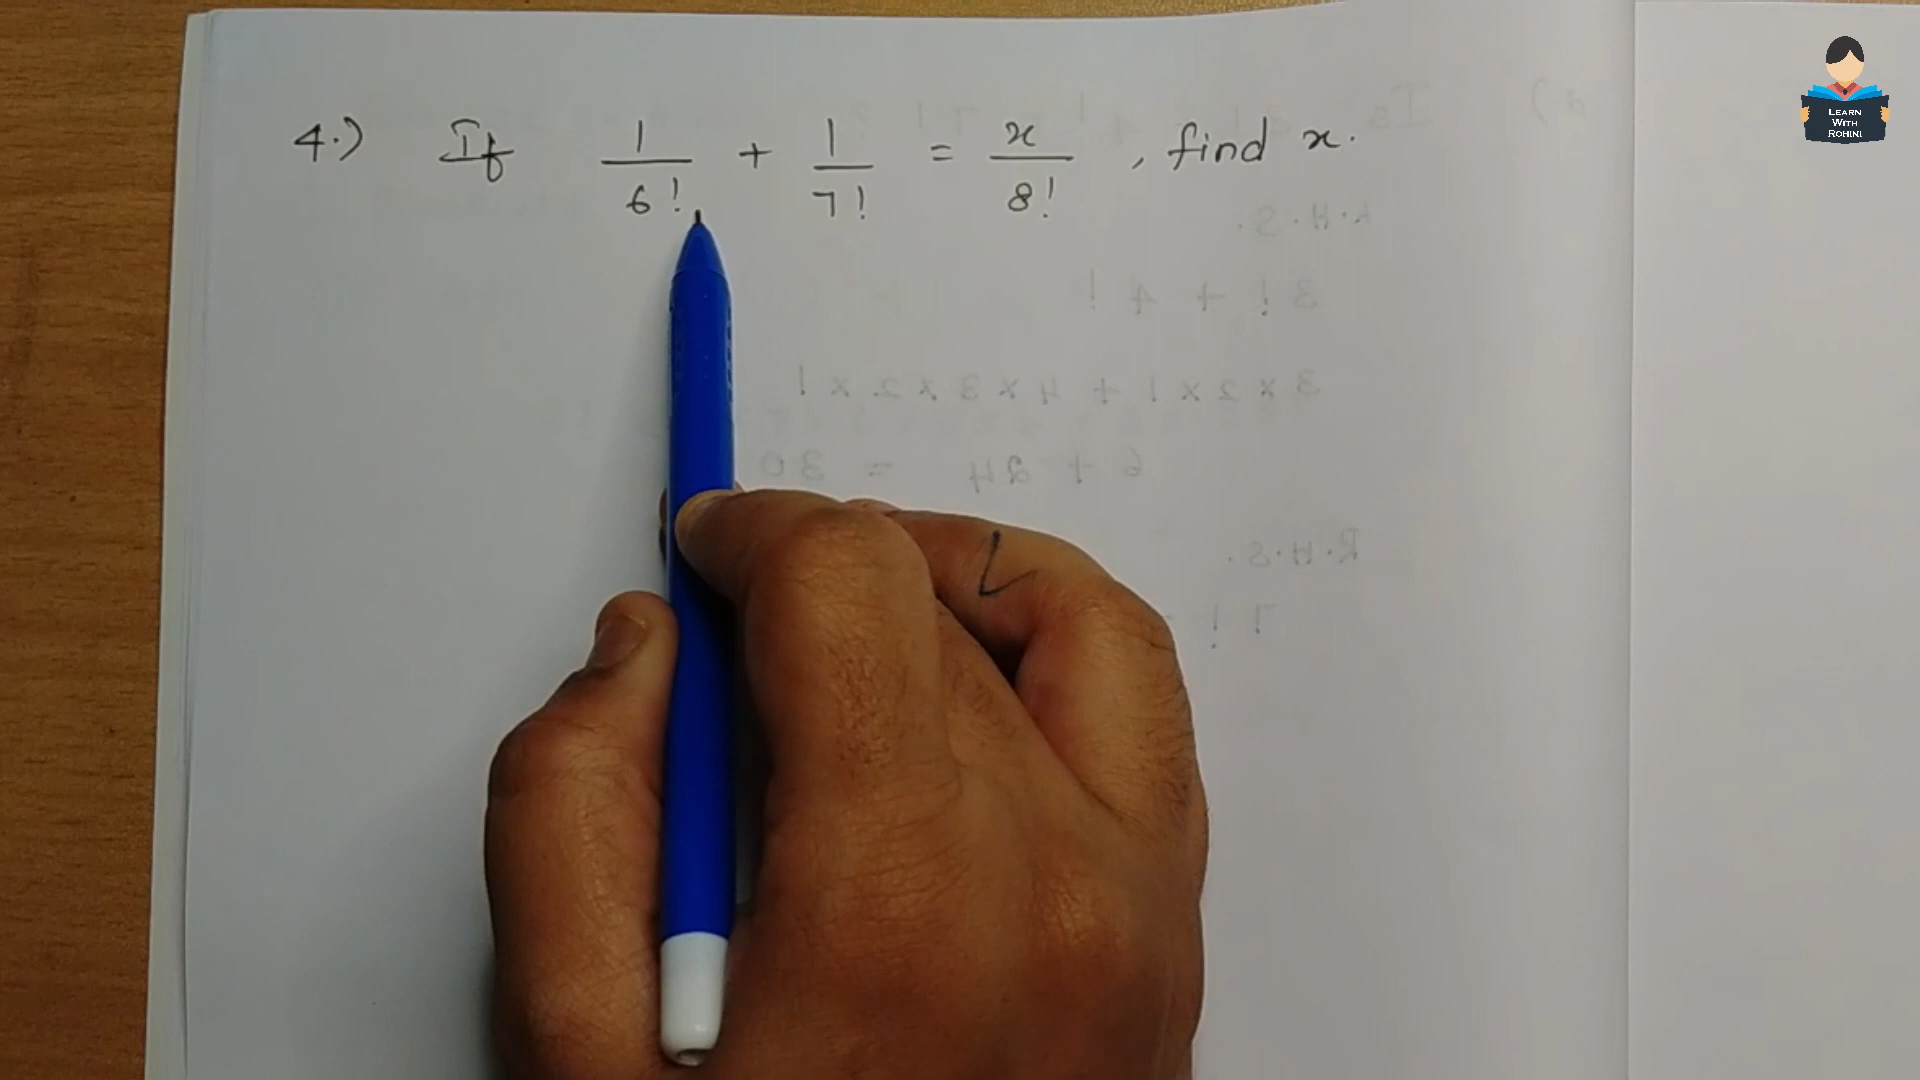 4.) If 1/6! + 1/7! = x/8! , find x.
LEARN
WITH
ROHINI